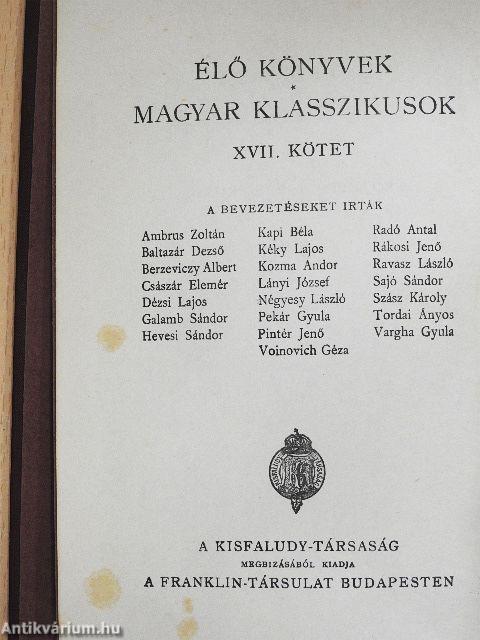 ÉLŐ KÖNYVEK
*
MAGYAR KLASSZIKUSOK
XVII. KÖTET
A BEVEZETÉSEKET IRTÁK
Ambrus Zoltán
Baltazár Dezső
Berzeviczy Albert
Császár Elemér
Dézsi Lajos
Galamb Sándor
Hevesi Sándor
Kapi Béla
Kéky Lajos
Kozma Andor
Lányi József
Négyesy László
Pekár Gyula
Pintér Jenő
Voinovich Géza
Radó Antal
Rákosi Jenő
Ravasz László
Sajó Sándor
Szász Károly
Tordai Ányos
Vargha Gyula
A KISFALUDY-TÁRSASÁG
MEGBIZÁSÁBÓL KIADJA
A FRANKLIN-TÁRSULAT BUDAPESTEN
Antikvárium.hu